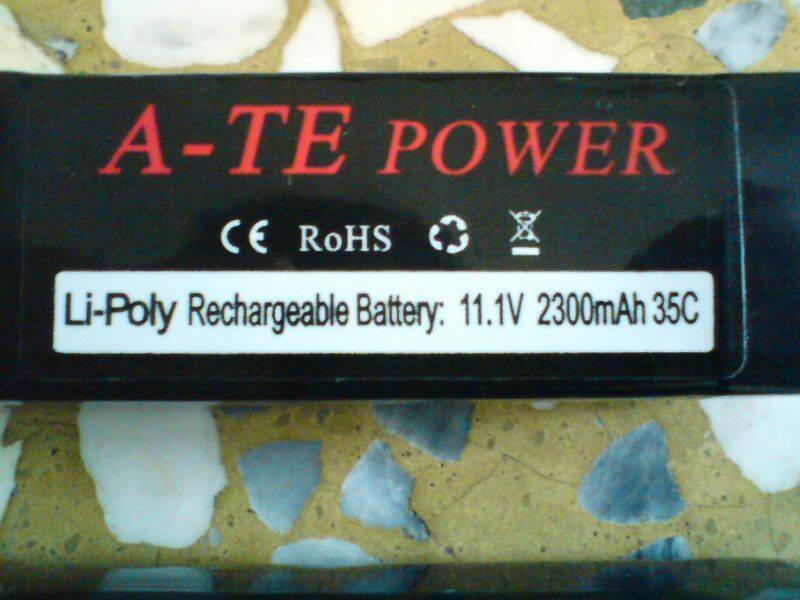 A-TE POWER
CE RoHS
Li-Poly Rechargeable Battery: 11.1V 2300mAh 35C